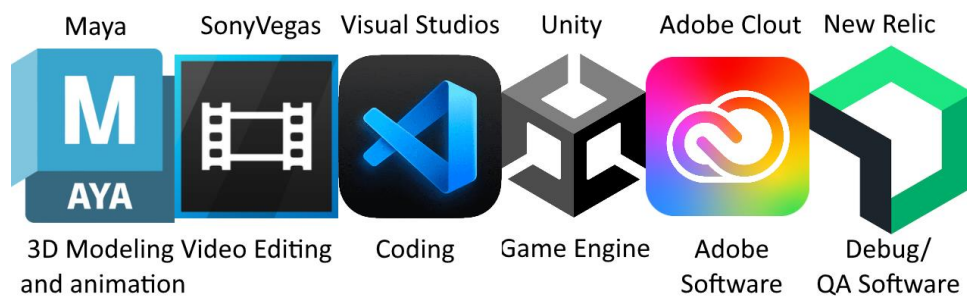 Maya SonyVegas Visual Studios Unity Adobe Clout New Relic
M
AYA
3D Modeling Video Editing Coding Game Engine Adobe Debug/
and animation Software QA Software